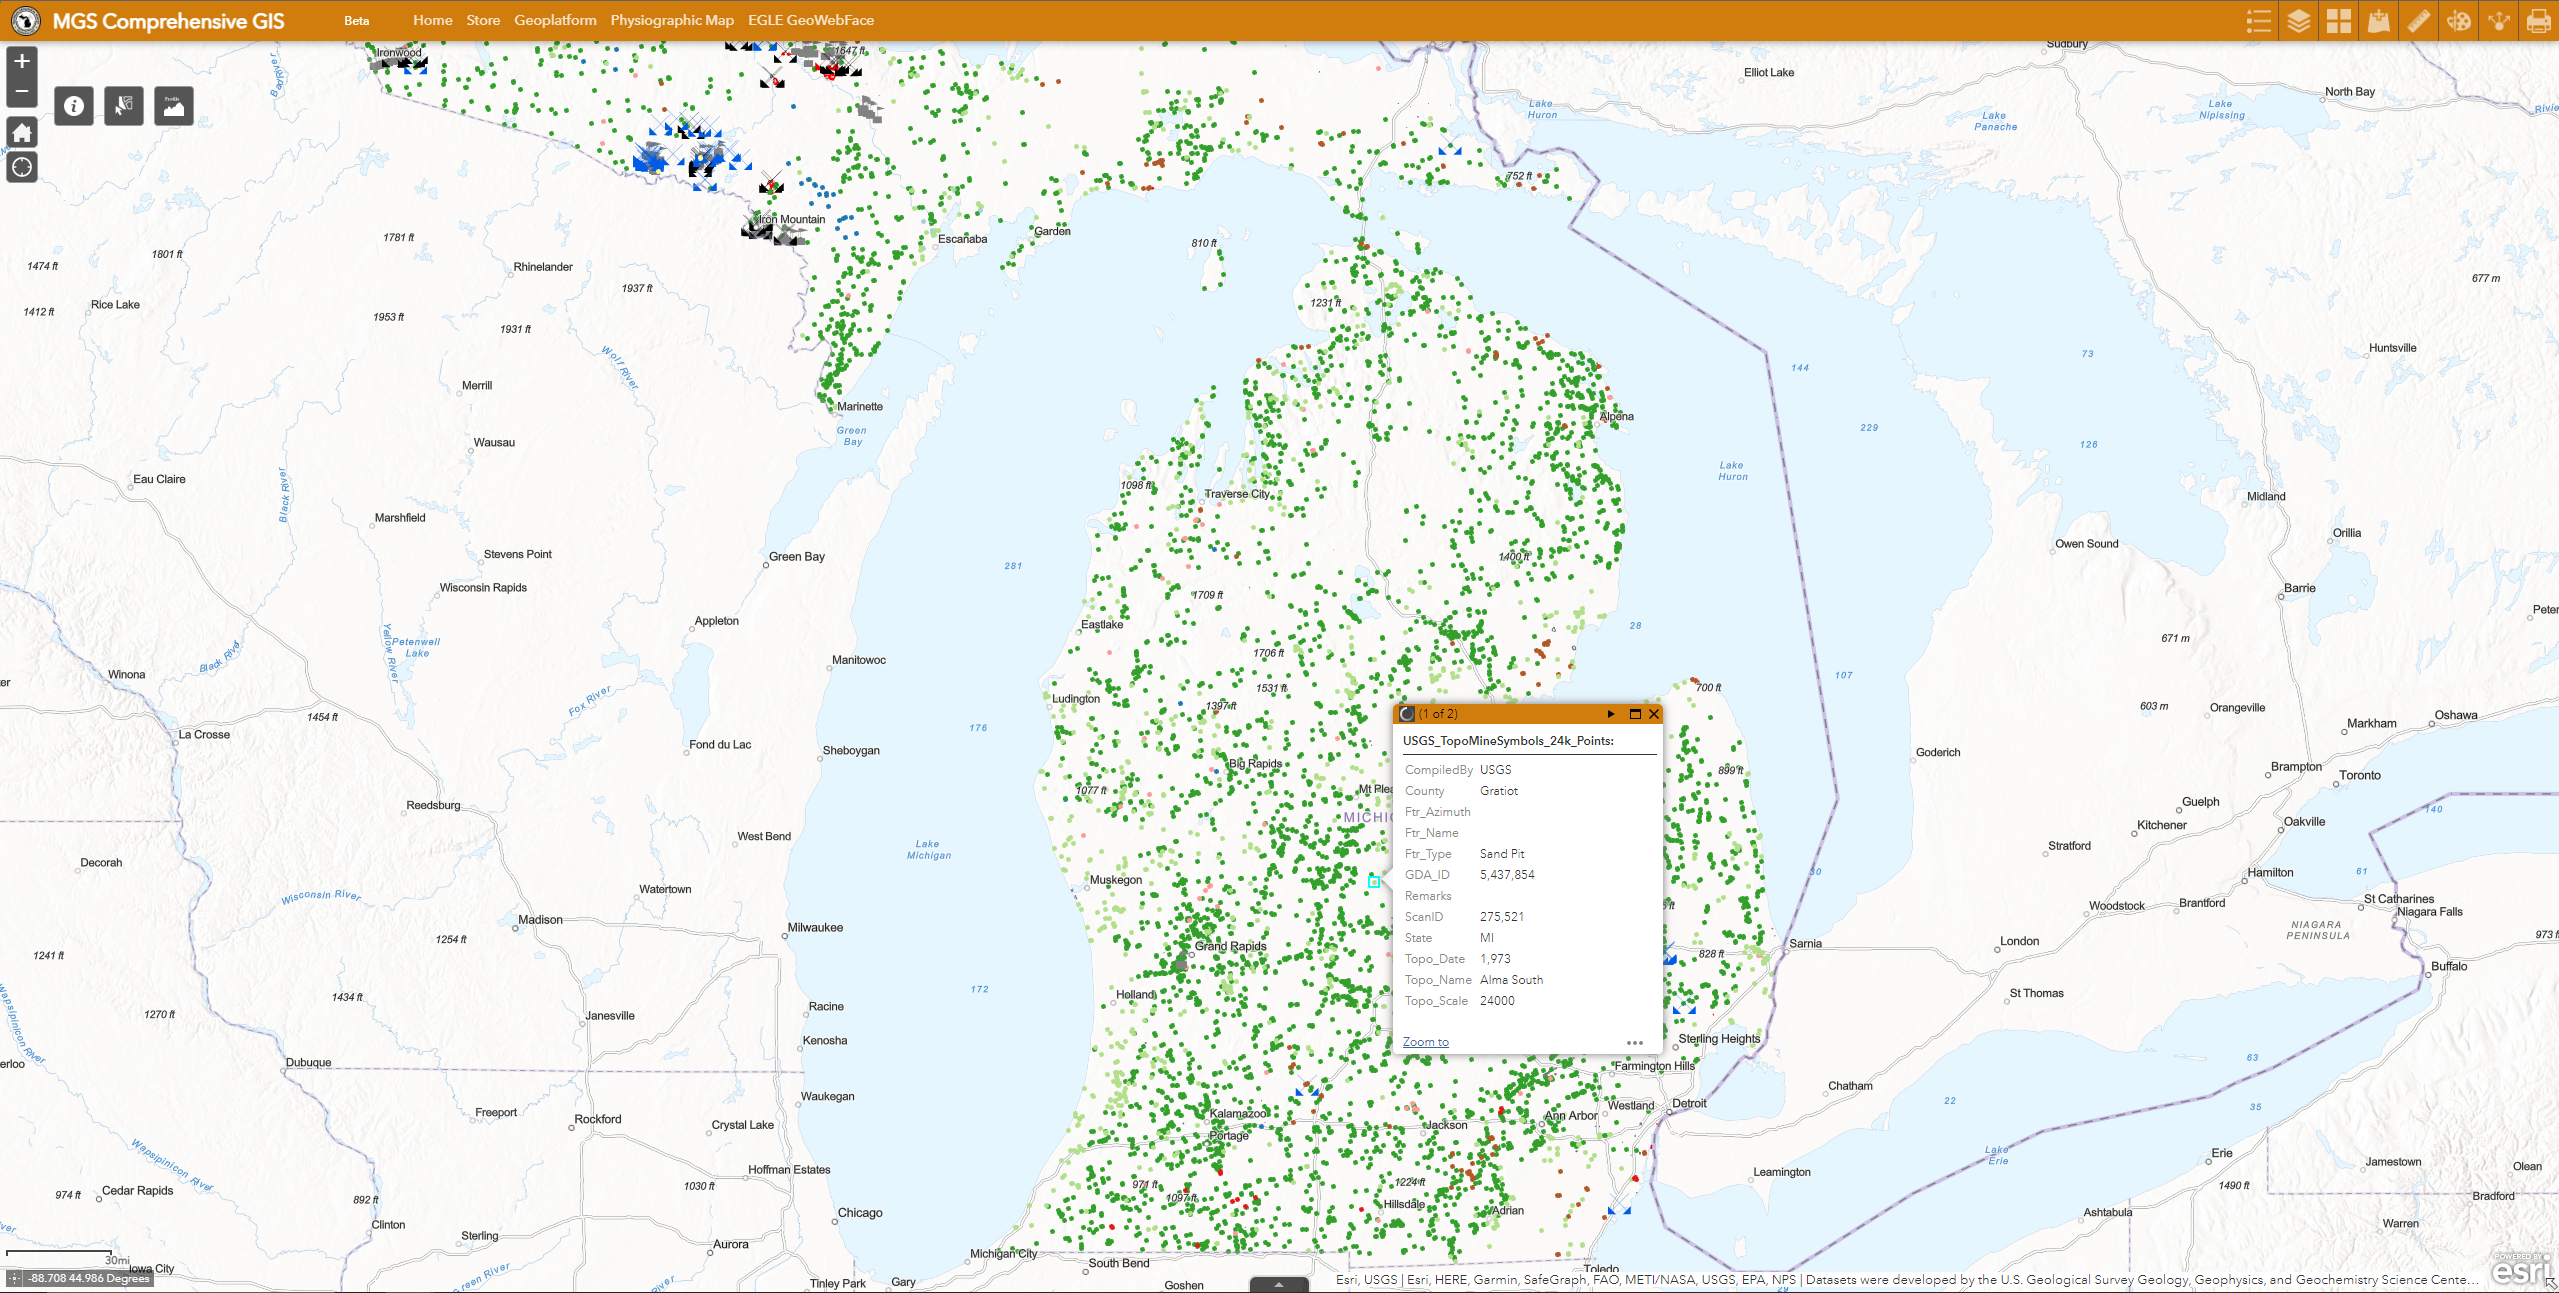 MGS Comprehensive GIS Beta Home Store Geoplatform Physiographic Map EGLE GeoWebFace
Ironwood
1647 ft
Sudbury
Elliot Lake
North Bay
Lake Huron
Lake Panache
Lake Nipissing
Profile
752 ft
Iron Mountain
Escanaba
Garden
810 ft
1781 ft
1801 ft
1474 ft
Rhinelander
677 m
1937 ft
1231 ft
Rice Lake
1412 ft
1953 ft
1931 ft
Wolf River
Huntsville
73
144
Merrill
Marinette
Green Bay
Alpena
229
126
Wausau
Black River
Eau Claire
1098 ft
Traverse City
Lake Huron
Midland
Marshfield
Orillia
Stevens Point
Green Bay
281
1400 ft
Owen Sound
Wisconsin Rapids
1709 ft
Barrie
Appleton
Eastlake
28
Petenwell Lake
Yellow River
Black River
671 m
1706 ft
Manitowoc
Winona
107
1531 ft
700 ft
Fox River
Ludington
1397 ft
603 m
Orangeville
1454 ft
Markham
Oshawa
176
La Crosse
Fond du Lac
Sheboygan
Goderich
Big Rapids
899 ft
Brampton
Toronto
1077 ft
Mt Plea
Reedsburg
Guelph
140
MICHI
Kitchener
Oakville
West Bend
Lake Michigan
Stratford
Decorah
30
Hamilton
61
Muskegon
Watertown
Wisconsin River
St Catharines
Woodstock
Brantford
Niagara Falls
Madison
Milwaukee
NIAGARA PENINSULA
1254 ft
Grand Rapids
Sarnia
London
1241 ft
828 ft
Buffalo
(1 of 2)
USGS_TopoMineSymbols_24k_Points:
CompiledBy USGS
County Gratiot
Ftr_Azimuth
Ftr_Name
Ftr_Type Sand Pit
GDA_ID 5,437,854
Remarks
ScanID 275,521
State MI
Topo_Date 1,973
Topo_Name Alma South
Topo_Scale 24000
Zoom to
172
Holland
1434 ft
St Thomas
Racine
1270 ft
Janesville
Wapsipinicon River
Kenosha
Sterling Heights
63
Dubuque
Farmington Hills
Chatham
Waukegan
22
35
Westland
Detroit
Freeport
Kalamazoo
Ann Arbor
Rockford
Crystal Lake
Portage
Jackson
Wapsipinicon River
Lake Erie
Erie
Hoffman Estates
Leamington
Jamestown
Olean
1030 ft
971 ft
1224 ft
1490 ft
974 ft
Cedar Rapids
892 ft
1097 ft
Hillsdale
Bradford
Adrian
Chicago
Ashtabula
Clinton
Warren
Sterling
Aurora
Michigan City
30mi
South Bend
Toledo
Iowa City
Green River
-88.708 44.986 Degrees
Tinley Park
Gary
Goshen
29
Esri, USGS | Esri, HERE, Garmin, SafeGraph, FAO, METI/NASA, USGS, EPA, NPS | Datasets were developed by the U.S. Geological Survey Geology, Geophysics, and Geochemistry Science Cente...
POWERED BY
esri